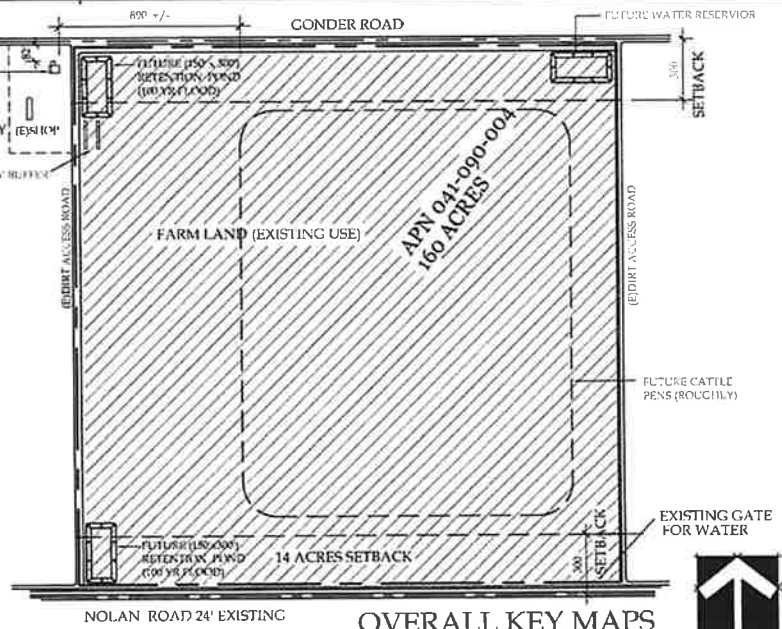 890 +/-
GONDER ROAD
FUTURE WATER RESERVIOR
FUTURE (150 x 300)
RETENTION POND
(100 YR FLOOD)
300
SETBACK
(E)SHOP
BUFFER
APN 041-090-004
160 ACRES
FARM LAND (EXISTING USE)
(E)DIRT ACCESS ROAD
(E)DIRT ACCESS ROAD
FUTURE CATTLE
PENS (ROUGHLY)
EXISTING GATE
FOR WATER
FUTURE (150 x300)
RETENTION POND
(100 YR FLOOD)
14 ACRES SETBACK
300
SETBACK
NOLAN ROAD 24' EXISTING
OVERALL KEY MAPS